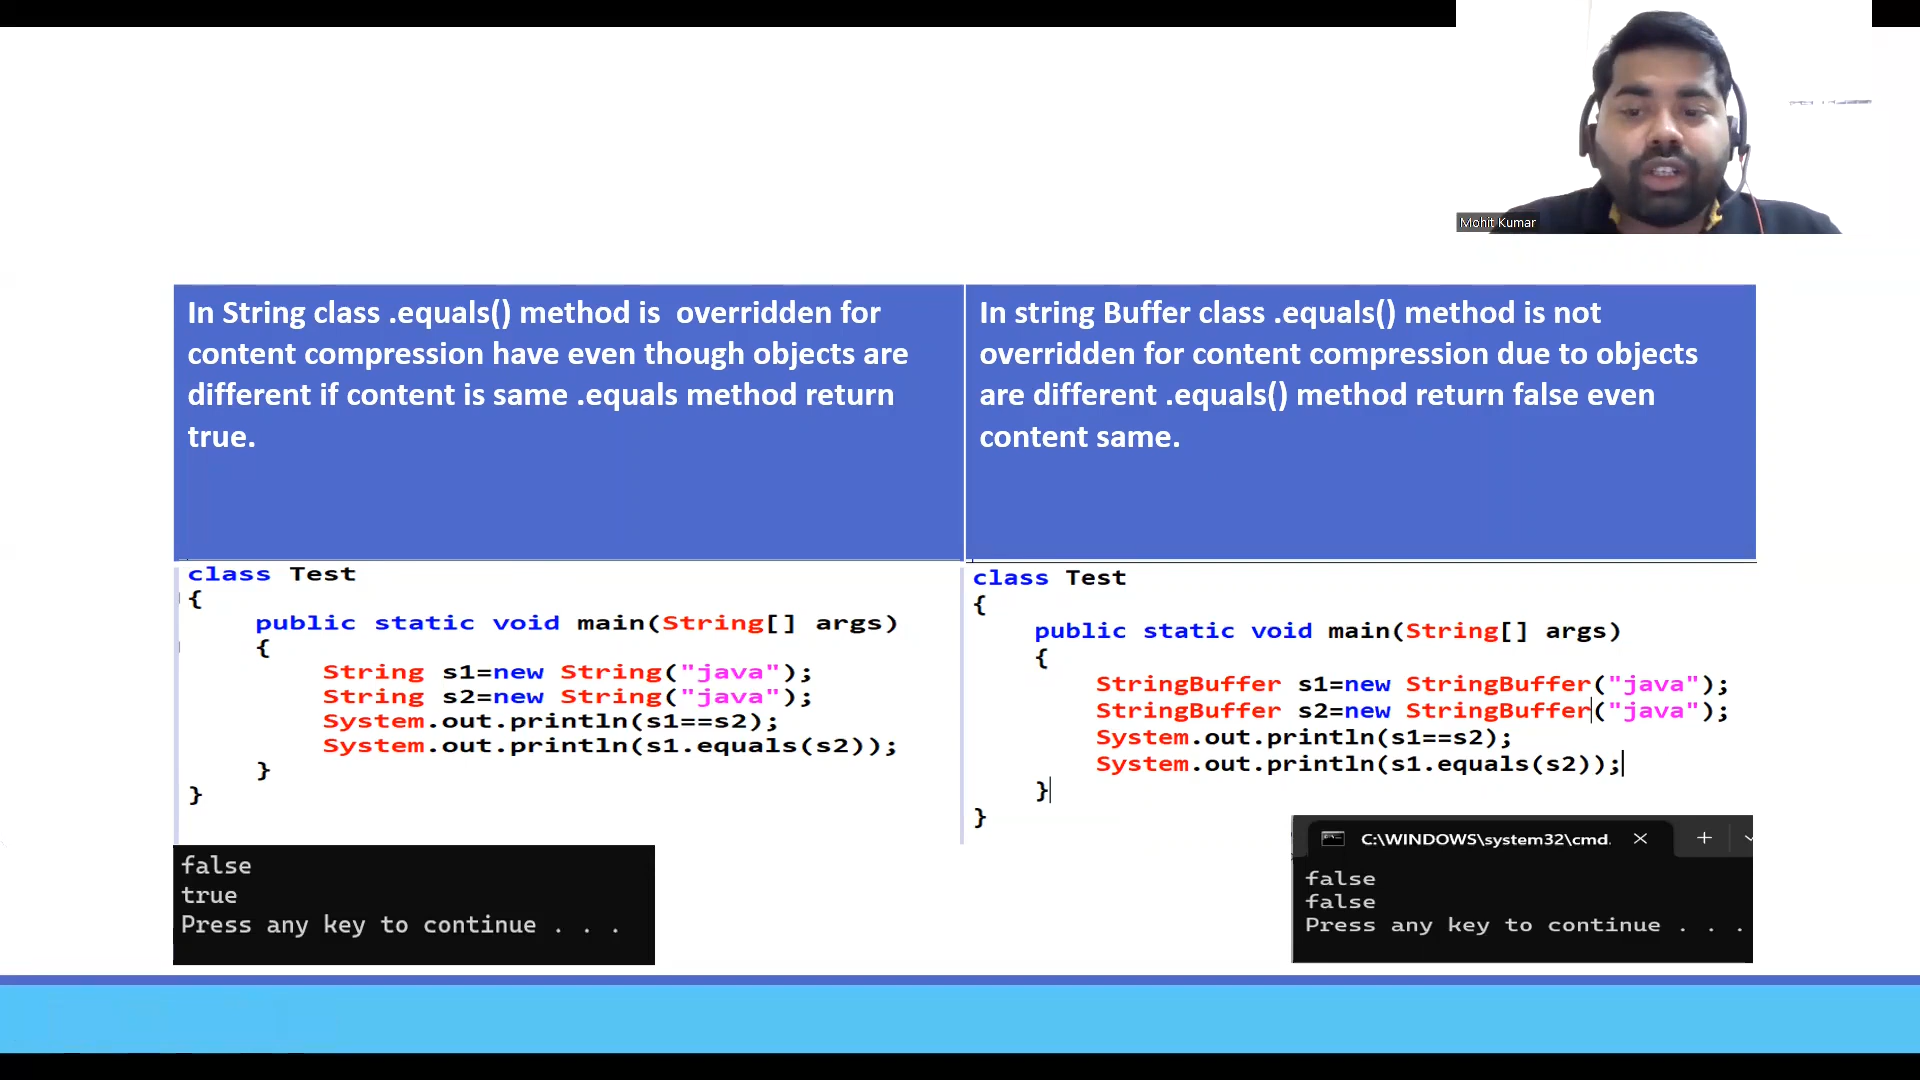 Mohit Kumar
In String class .equals() method is  overridden for
content compression have even though objects are
different if content is same .equals method return
true.
In string Buffer class .equals() method is not
overridden for content compression due to objects
are different .equals() method return false even
content same.
class Test
{
public static void main(String[] args)
{
String s1=new String("java");
String s2=new String("java");
System.out.println(s1==s2);
System.out.println(s1.equals(s2));
}
}
false
true
Press any key to continue . . .
class Test
{
public static void main(String[] args)
{
StringBuffer s1=new StringBuffer("java");
StringBuffer s2=new StringBuffer("java");
System.out.println(s1==s2);
System.out.println(s1.equals(s2));
}
}
C:\WINDOWS\system32\cmd.
false
false
Press any key to continue . . .